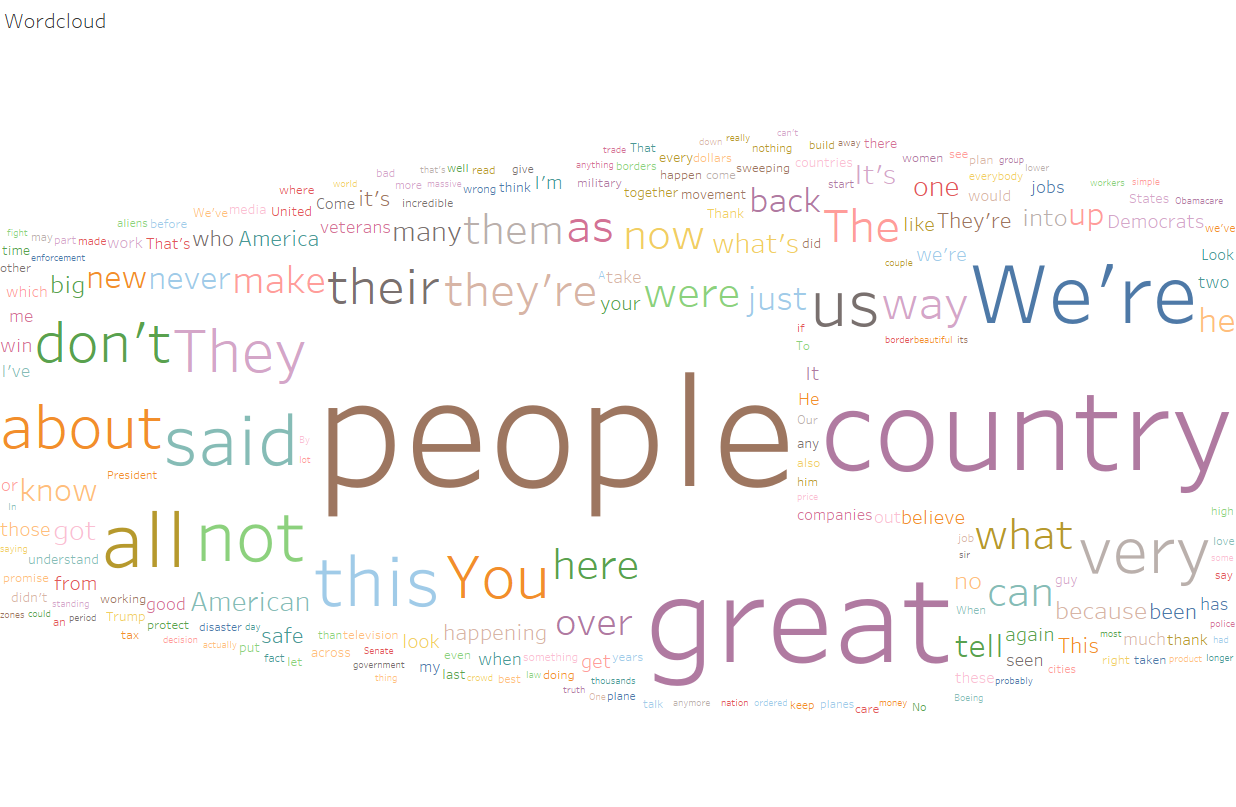 Wordcloud
can't
down really
nothing build away there
trade That
every dollars
women see plan group lower
anything borders
that's well read give
happen come sweeping countries It's
bad
world more massive wrong think I'm
military together movement start
everybody workers simple
where
Come it's incredible
back one would jobs States Obamacare
We've media United
Thank
aliens before
veterans many them as now what's did The like They're into up Democrats we've
fight may part made work That's who America
time enforcement
couple we're Look
other
which big new never make their they're A take your were just us way We're two
me
he
if border beautiful its
win don't They
To
I've
It
He
Our
people country
about said By lot
any
also
President
him
price
or know
In
companies out believe
high
those got all not
job what very love
saying
understand
sir
some
this You here
promise from
no can guy say
didn't standing working good American
When because been has
zones could an period Trump protect disaster day
over great
police
tax decision actually put safe than television look happening
tell again This most much thank had
across Senate
even when something get years
seen right taken product longer
fact let government
my last crowd best law doing
cities
thing
these probably
thousands
truth One plane
Boeing
talk anymore nation ordered keep planes care money No